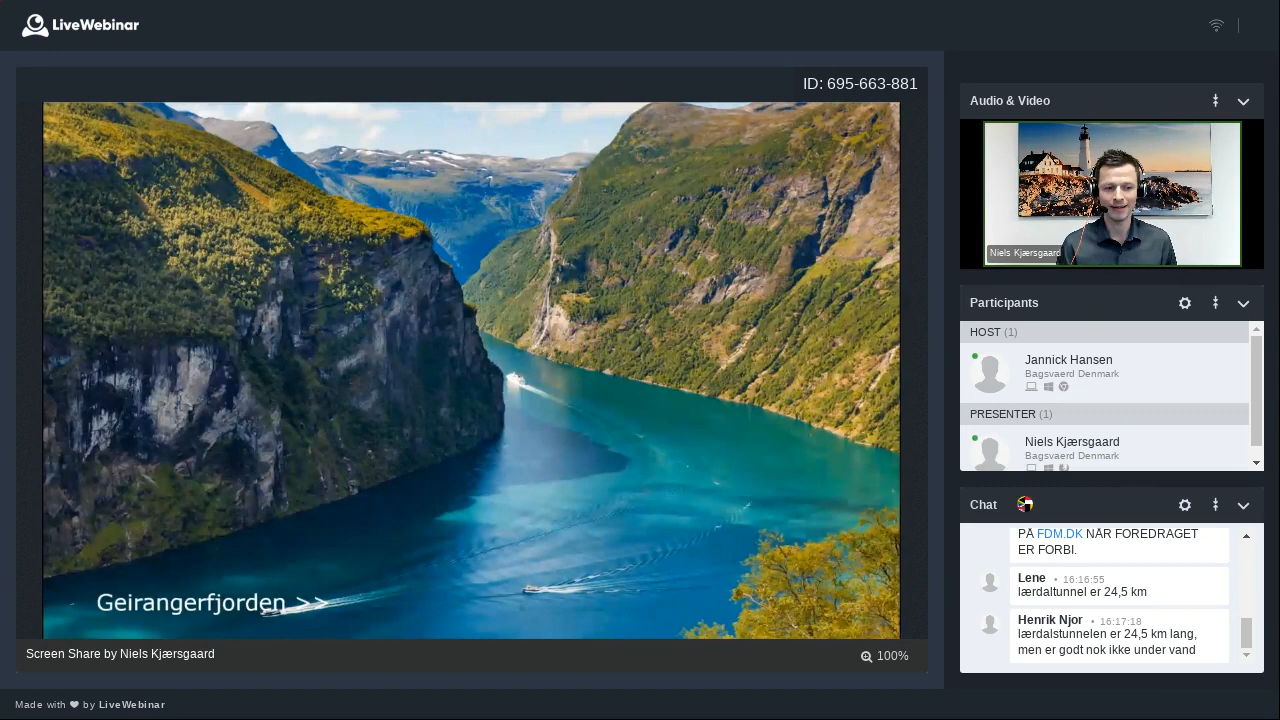 LiveWebinar
ID: 695-663-881
Geirangerfjorden >>
Screen Share by Niels Kjærsgaard
100%
Audio & Video
Niels Kjærsgaard
Participants
HOST (1)
Jannick Hansen
Bagsvaerd Denmark
PRESENTER (1)
Niels Kjærsgaard
Bagsvaerd Denmark
Chat
PÅ FDM.DK NÅR FOREDRAGET
ER FORBI.
Lene • 16:16:55
lærdaltunnel er 24,5 km
Henrik Njor • 16:17:18
lærdalstunnelen er 24,5 km lang,
men er godt nok ikke under vand
Made with ❤ by LiveWebinar